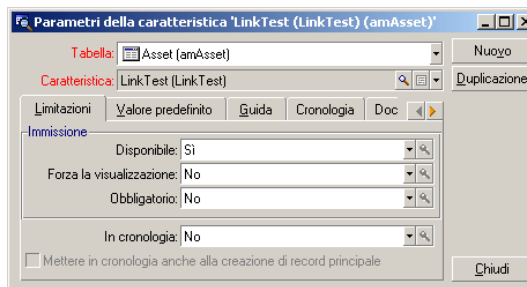 Parametri della caratteristica 'LinkTest (LinkTest) (amAsset)'
Tabella: Asset (amAsset)
Nuovo
Caratteristica: LinkTest (LinkTest)
Duplicazione
Limitazioni Valore predefinito Guida Cronologia Doc
Immissione
Disponibile: Sì
Forza la visualizzazione: No
Obbligatorio: No
In cronologia: No
Mettere in cronologia anche alla creazione di record principale
Chiudi